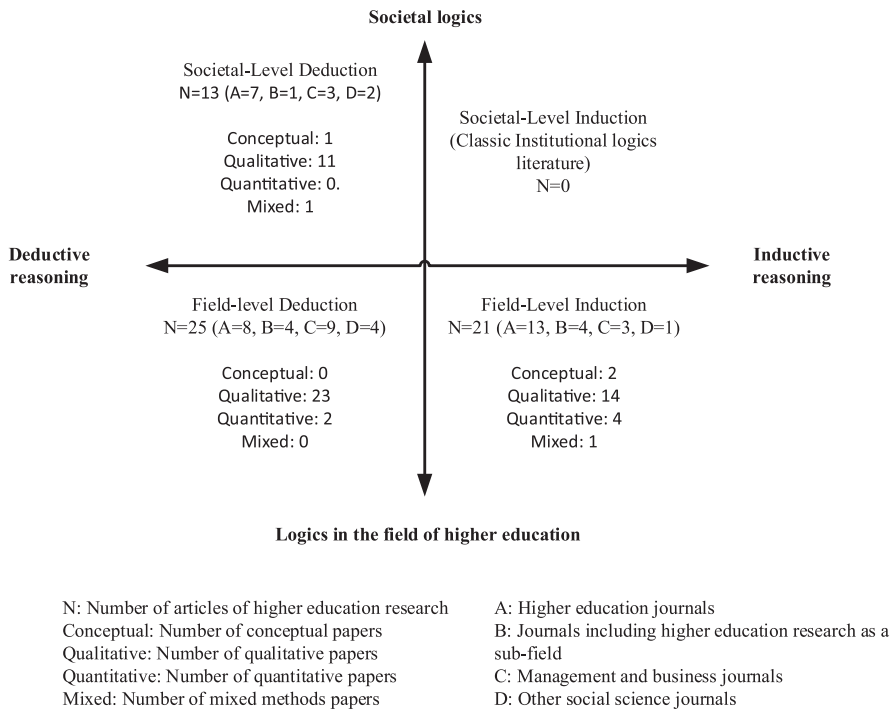 Societal logics
Societal-Level Deduction
N=13 (A=7, B=1, C=3, D=2)
Conceptual: 1
Qualitative: 11
Quantitative: 0.
Mixed: 1
Societal-Level Induction
(Classic Institutional logics
literature)
N=0
Deductive
reasoning
Inductive
reasoning
Field-level Deduction
N=25 (A=8, B=4, C=9, D=4)
Conceptual: 0
Qualitative: 23
Quantitative: 2
Mixed: 0
Field-Level Induction
N=21 (A=13, B=4, C=3, D=1)
Conceptual: 2
Qualitative: 14
Quantitative: 4
Mixed: 1
Logics in the field of higher education
N: Number of articles of higher education research
Conceptual: Number of conceptual papers
Qualitative: Number of qualitative papers
Quantitative: Number of quantitative papers
Mixed: Number of mixed methods papers
A: Higher education journals
B: Journals including higher education research as a
sub-field
C: Management and business journals
D: Other social science journals